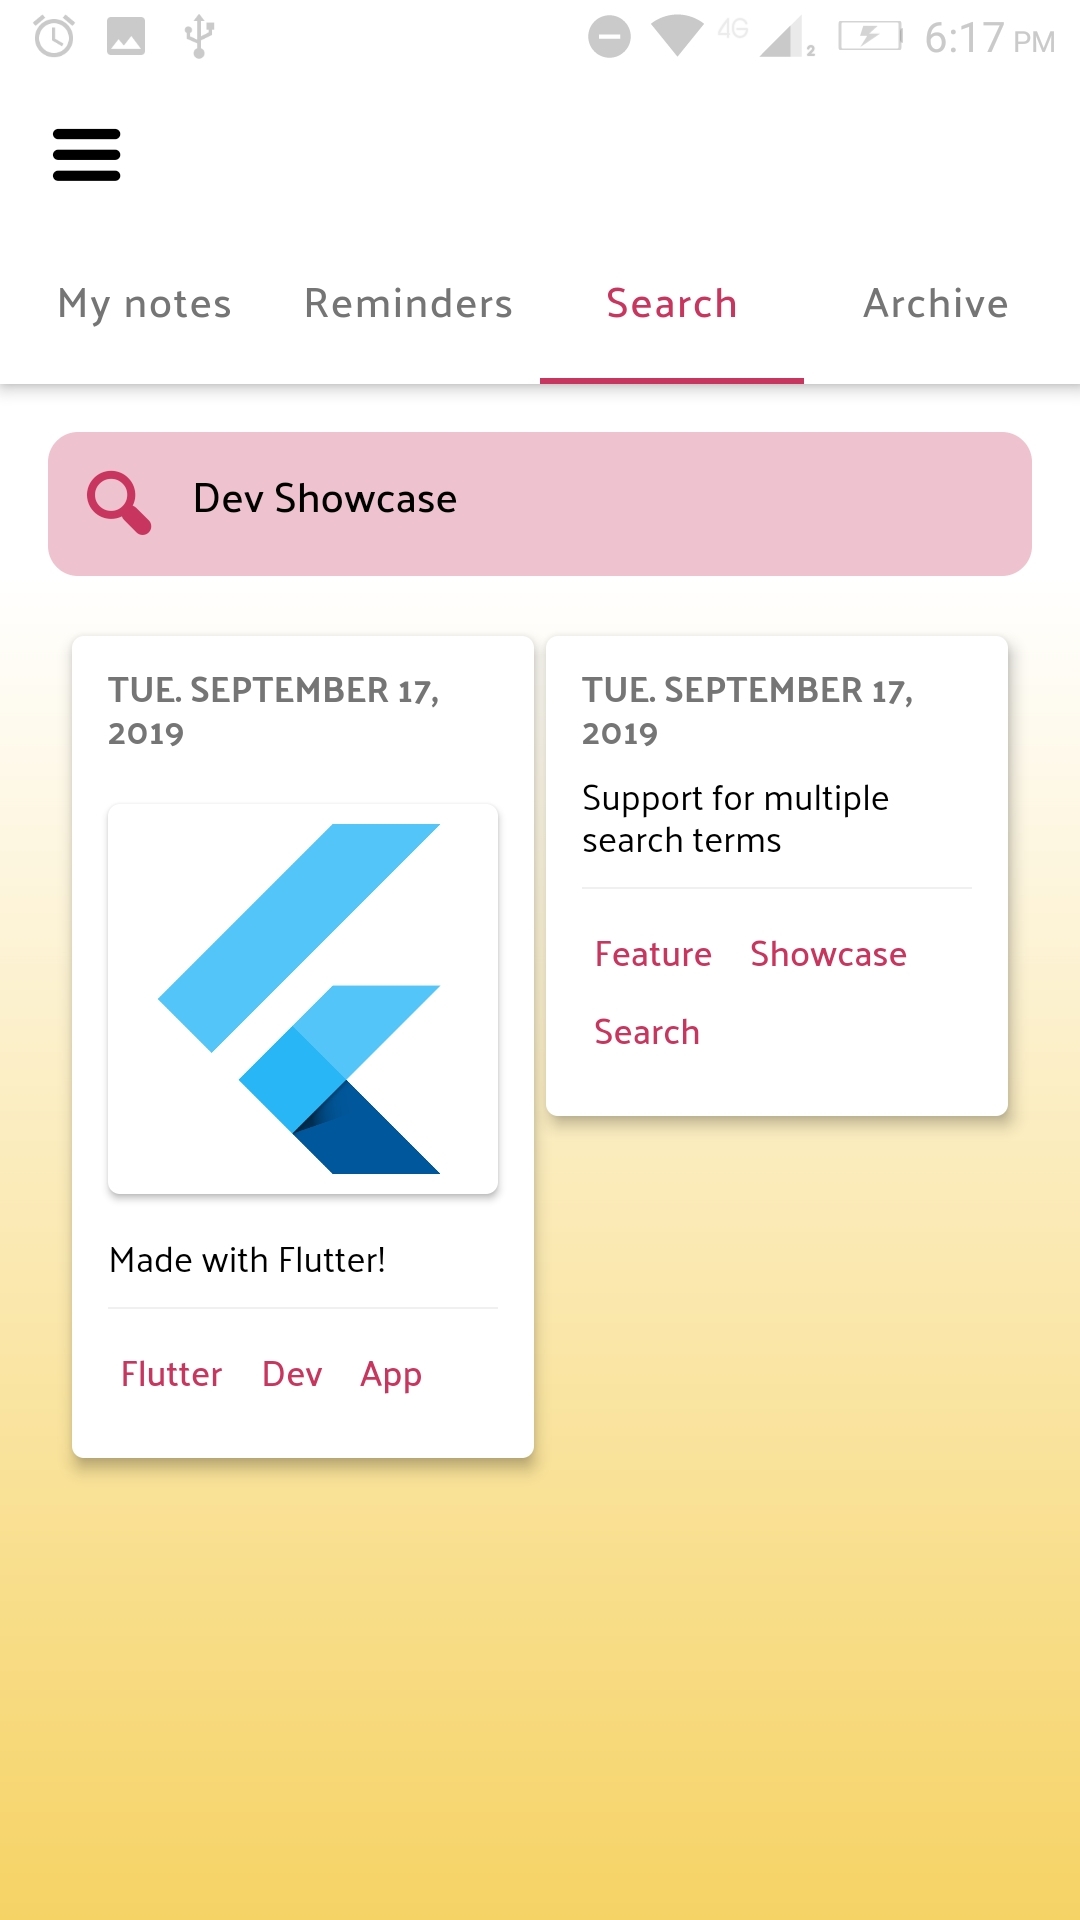 4G 2 6:17 PM
My notes Reminders Search Archive
Dev Showcase
TUE. SEPTEMBER 17,
2019
Made with Flutter!
Flutter Dev App
TUE. SEPTEMBER 17,
2019
Support for multiple
search terms
Feature Showcase
Search